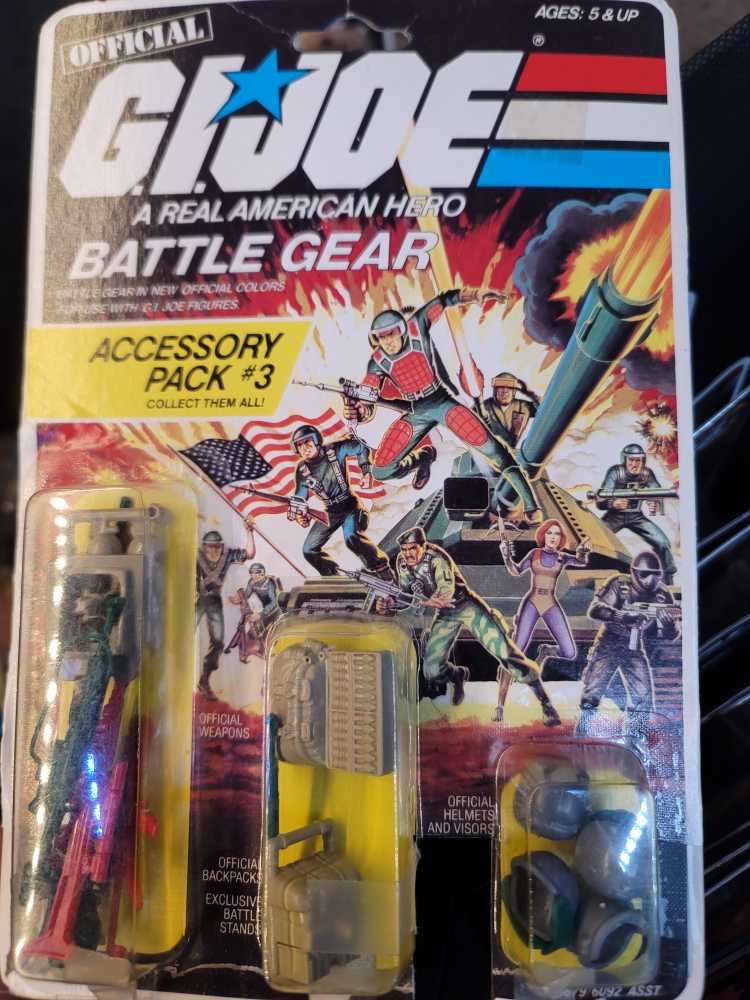 AGES: 5 & UP
OFFICIAL
G.I. JOE
®
A REAL AMERICAN HERO
BATTLE GEAR
BATTLE GEAR IN NEW OFFICIAL COLORS
FOR USE WITH G.I. JOE FIGURES
ACCESSORY
PACK #3
COLLECT THEM ALL!
OFFICIAL
WEAPONS
OFFICIAL
HELMETS
AND VISORS
OFFICIAL
BACKPACKS
EXCLUSIVE
BATTLE
STANDS
6092 ASST